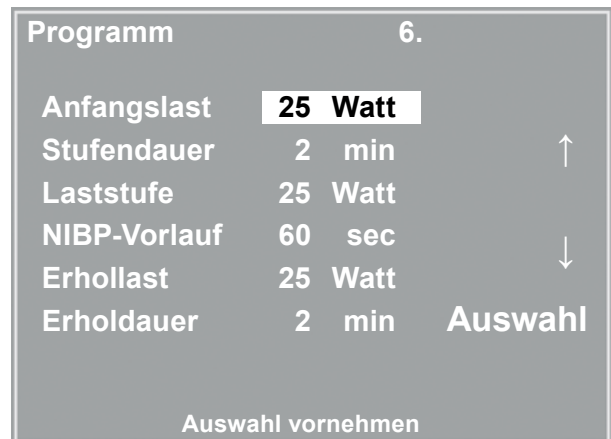 Programm 6.
Anfangslast 25 Watt
Stufendauer 2 min ↑
Laststufe 25 Watt
NIBP-Vorlauf 60 sec ↓
Erhollast 25 Watt
Erholdauer 2 min Auswahl
Auswahl vornehmen